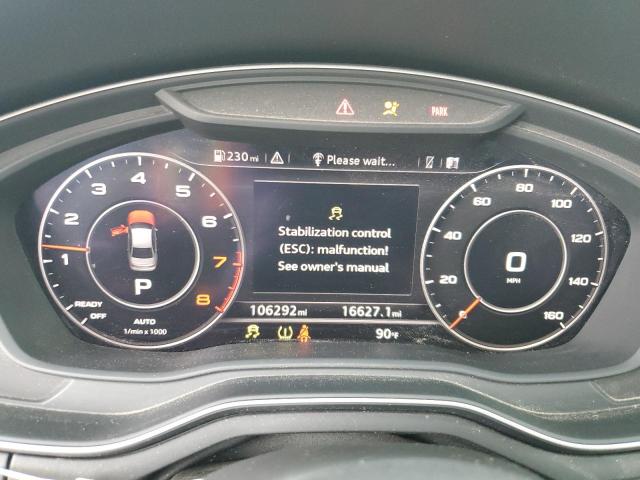 PARK
230 mi
Please wait...
Stabilization control
(ESC): malfunction!
See owner's manual
1 2 3 4 5 6 7 8
P
READY
OFF
AUTO
1/min x 1000
0 20 40 60 80 100 120 140 160
0
MPH
106292 mi
16627.1 mi
90°F